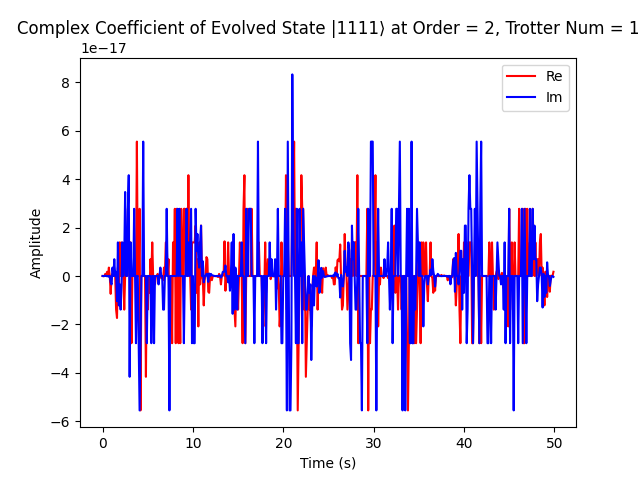 Complex Coefficient of Evolved State |1111⟩ at Order = 2, Trotter Num = 1
1e−17
Re
Im
8
6
4
2
0
−2
−4
−6
Amplitude
0 10 20 30 40 50
Time (s)